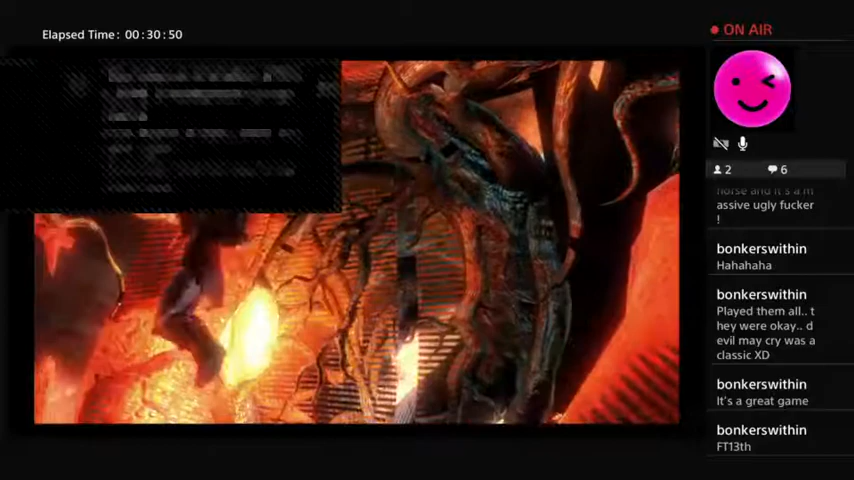 Elapsed Time: 00:30:50
ON AIR
2
6
norse and it's a m
assive ugly fucker
!
bonkerswithin
Hahahaha
bonkerswithin
Played them all.. t
hey were okay.. d
evil may cry was a
classic XD
bonkerswithin
It's a great game
bonkerswithin
FT13th